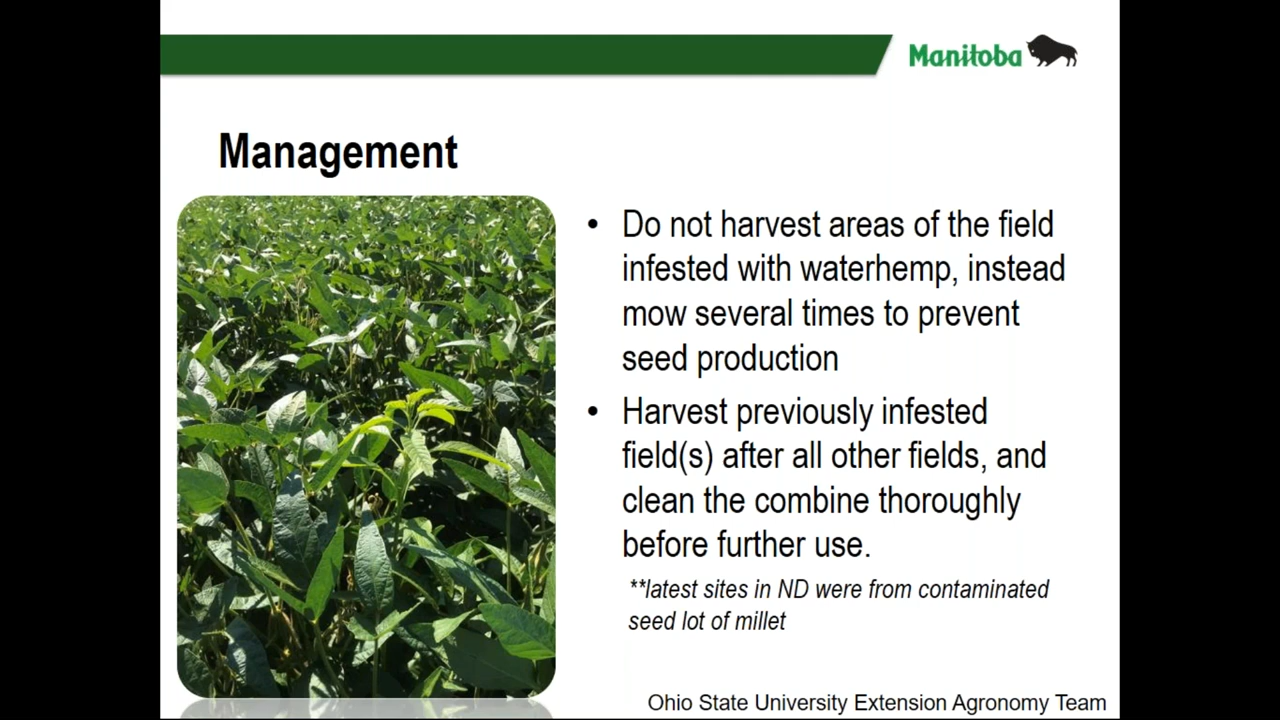 Manitoba
Management
• Do not harvest areas of the field
infested with waterhemp, instead
mow several times to prevent
seed production
• Harvest previously infested
field(s) after all other fields, and
clean the combine thoroughly
before further use.
**latest sites in ND were from contaminated
seed lot of millet
Ohio State University Extension Agronomy Team